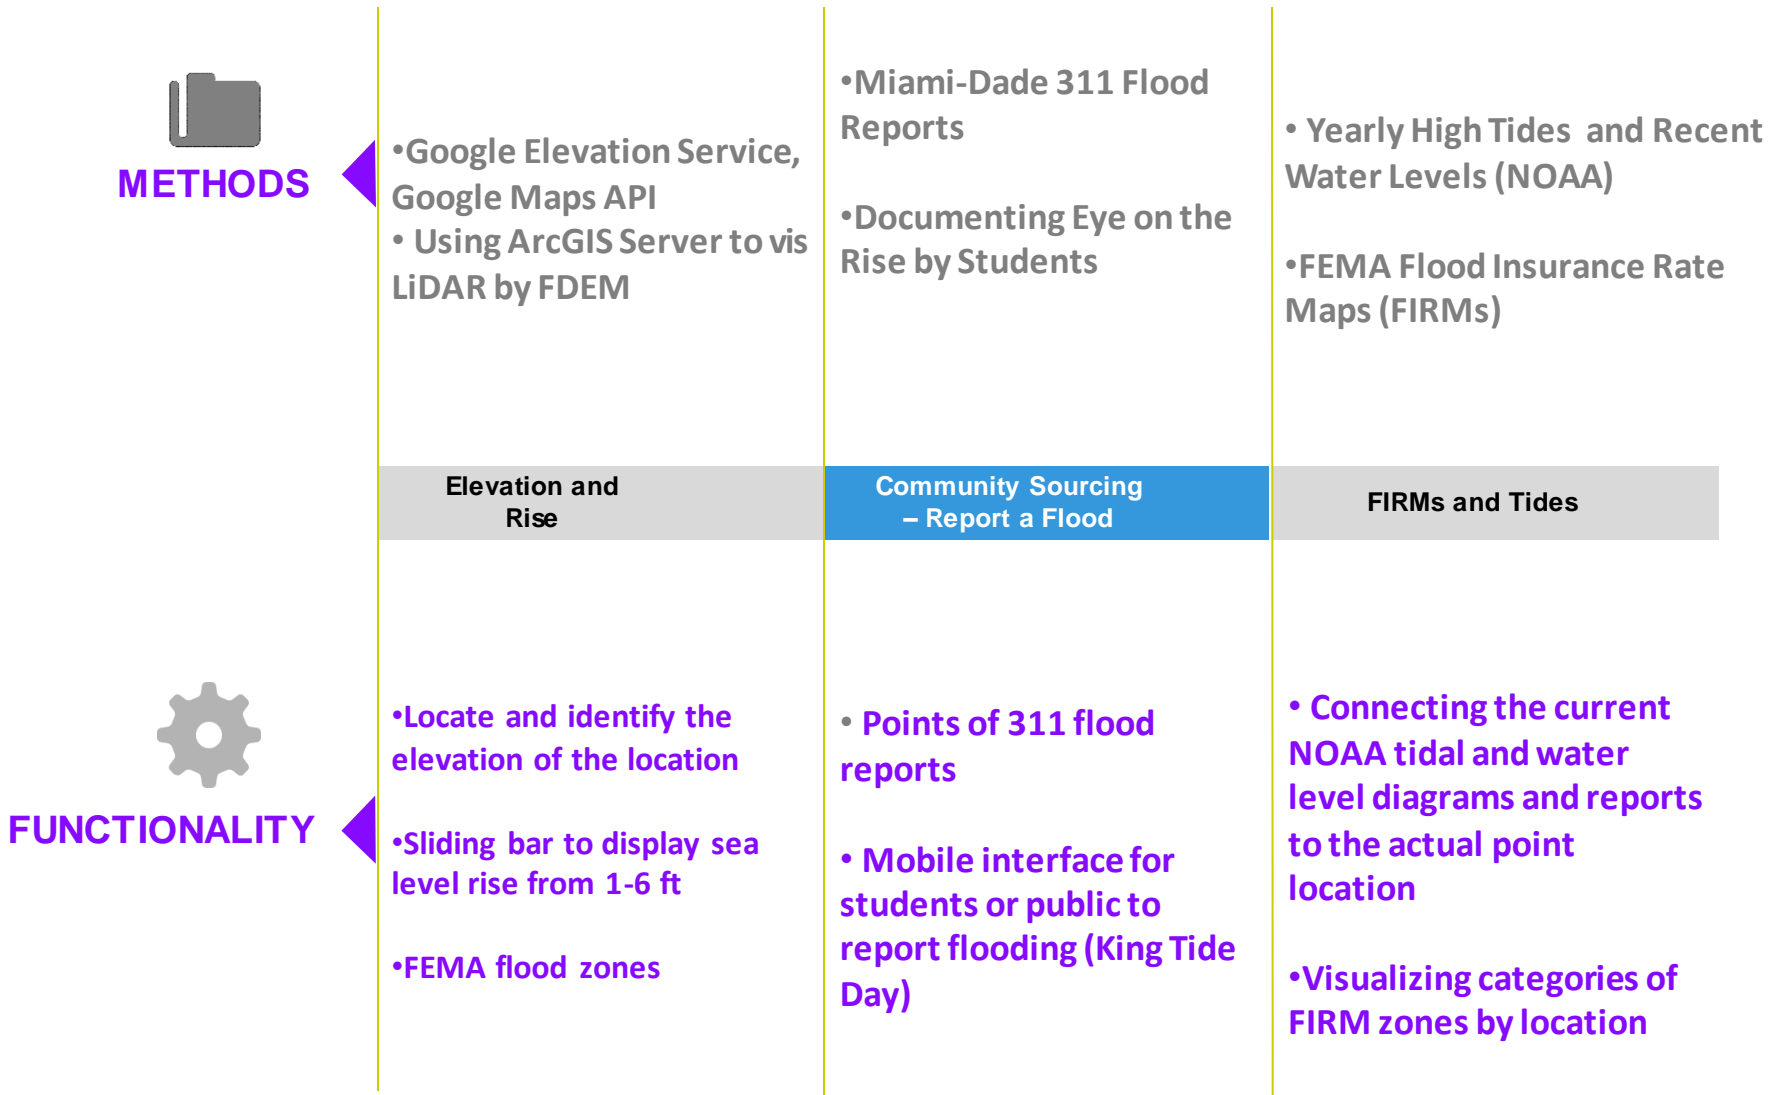 METHODS
•Google Elevation Service,
Google Maps API
• Using ArcGIS Server to vis
LiDAR by FDEM
•Miami-Dade 311 Flood
Reports
•Documenting Eye on the
Rise by Students
• Yearly High Tides and Recent
Water Levels (NOAA)
•FEMA Flood Insurance Rate
Maps (FIRMs)
Elevation and
Rise
Community Sourcing
– Report a Flood
FIRMs and Tides
FUNCTIONALITY
•Locate and identify the
elevation of the location
•Sliding bar to display sea
level rise from 1-6 ft
•FEMA flood zones
• Points of 311 flood
reports
• Mobile interface for
students or public to
report flooding (King Tide
Day)
• Connecting the current
NOAA tidal and water
level diagrams and reports
to the actual point
location
•Visualizing categories of
FIRM zones by location